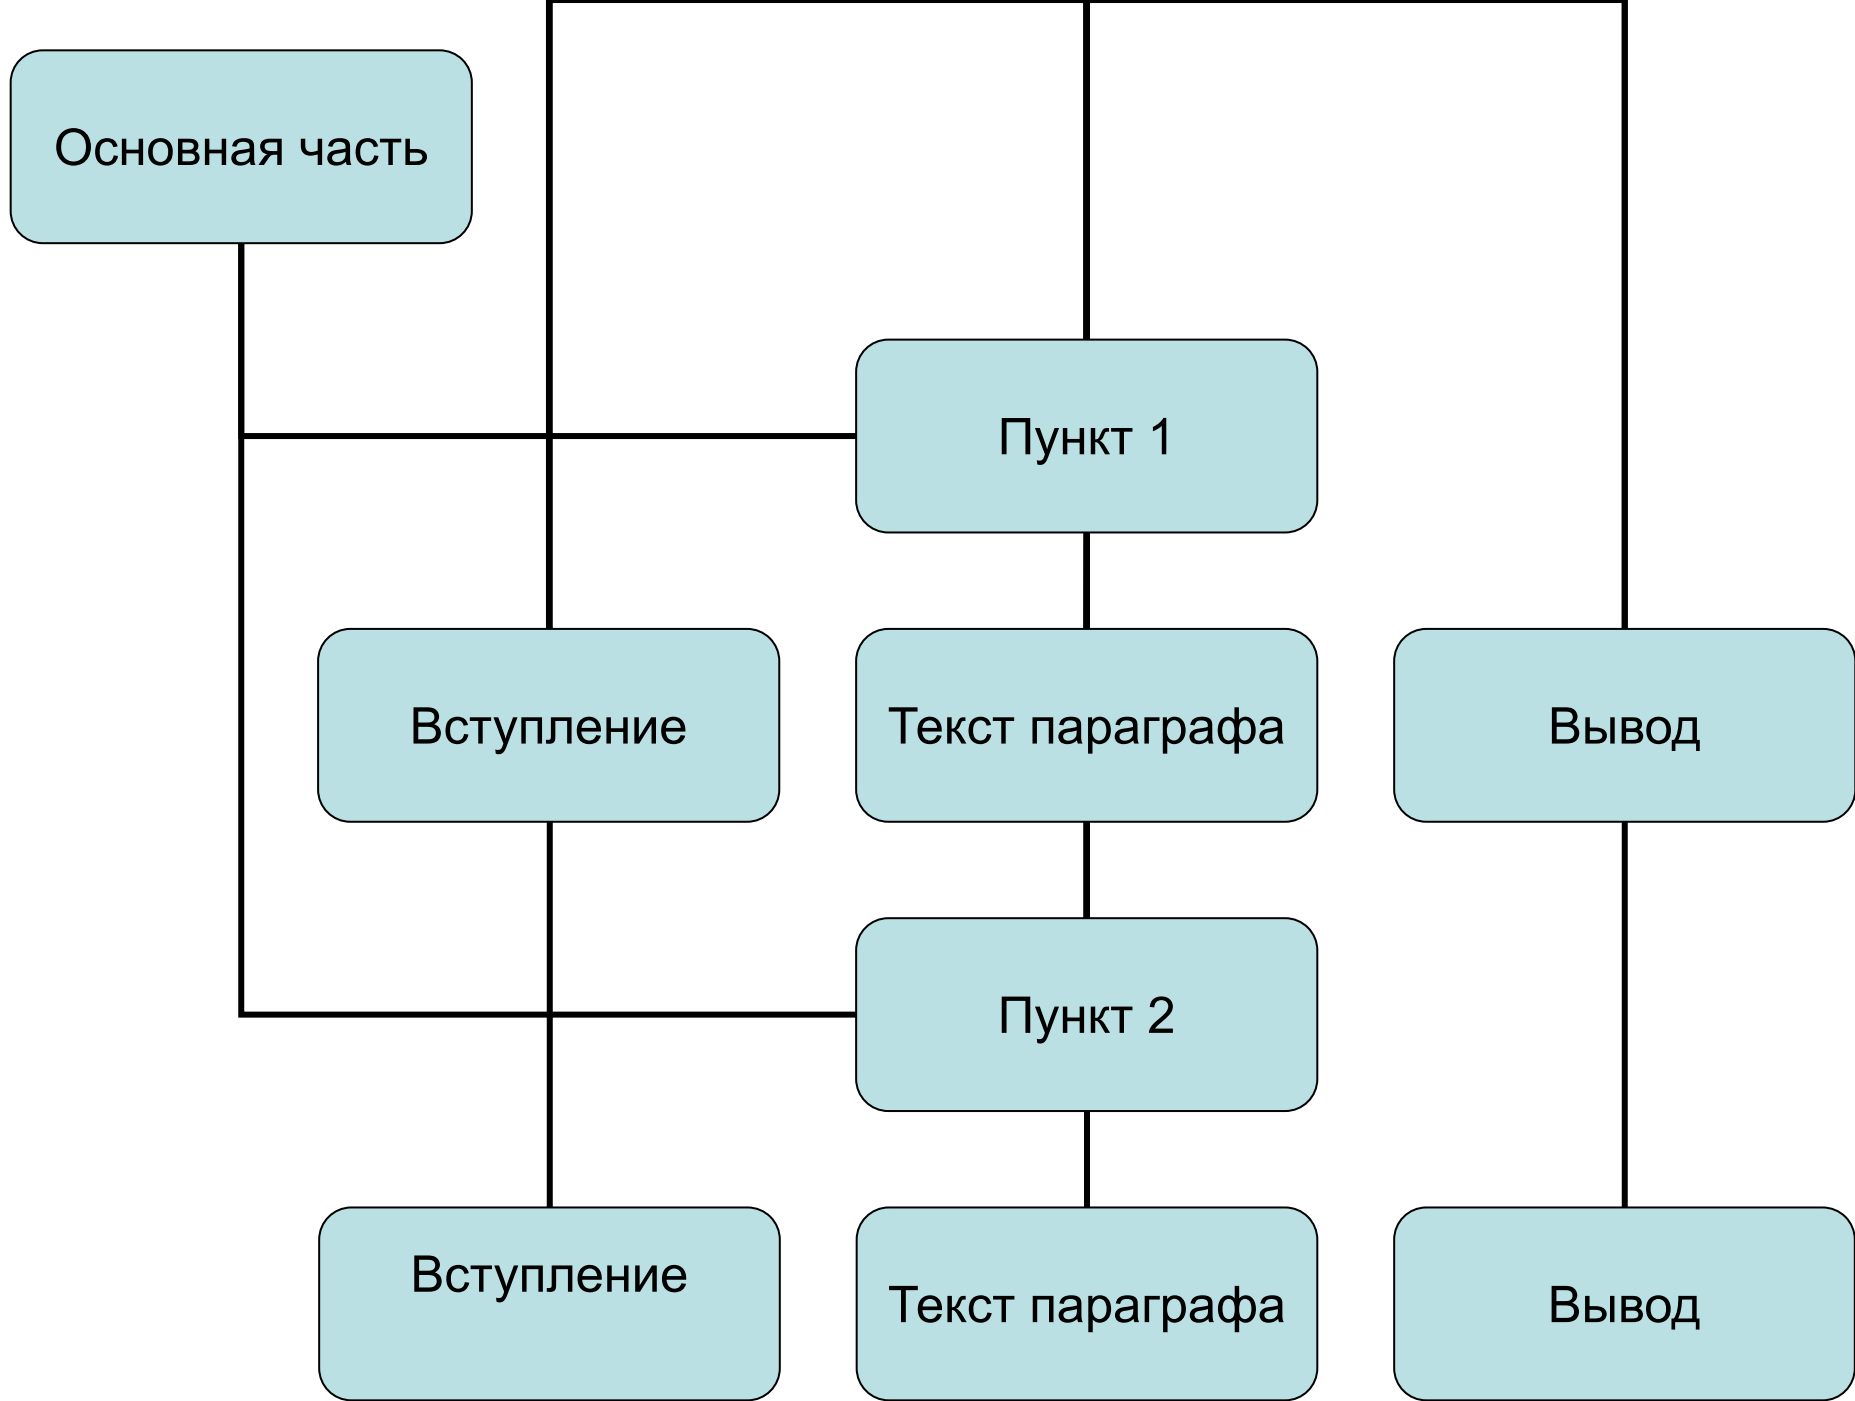 Основная часть
Пункт 1
Вступление
Текст параграфа
Вывод
Пункт 2
Вступление
Текст параграфа
Вывод